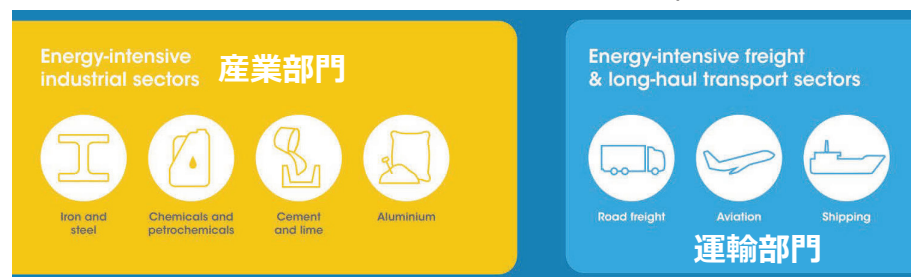 Energy-intensive
industrial sectors
産業部門
Iron and
steel
Chemicals and
petrochemicals
Cement
and lime
Aluminium
Energy-intensive freight
& long-haul transport sectors
Road freight
Aviation
Shipping
運輸部門